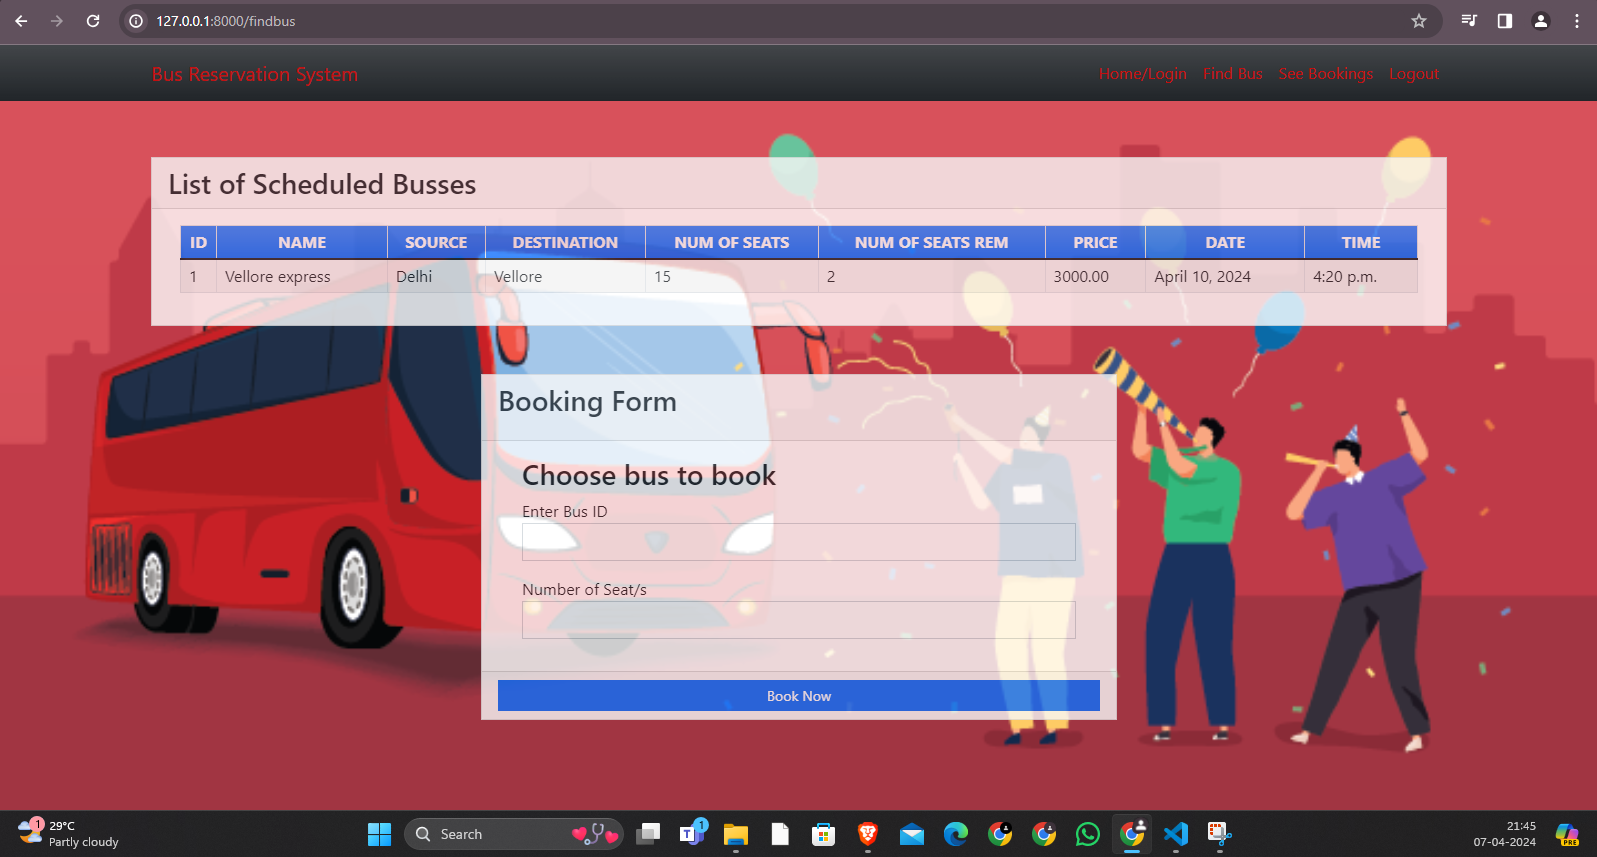 127.0.0.1:8000/findbus
Bus Reservation System
Home/Login Find Bus See Bookings Logout
List of Scheduled Busses
ID NAME SOURCE DESTINATION NUM OF SEATS NUM OF SEATS REM PRICE DATE TIME
1 Vellore express Delhi Vellore 15 2 3000.00 April 10, 2024 4:20 p.m.
Booking Form
Choose bus to book
Enter Bus ID
Number of Seat/s
Book Now
1
29°C
Partly cloudy
Search
1
21:45
07-04-2024
PRE